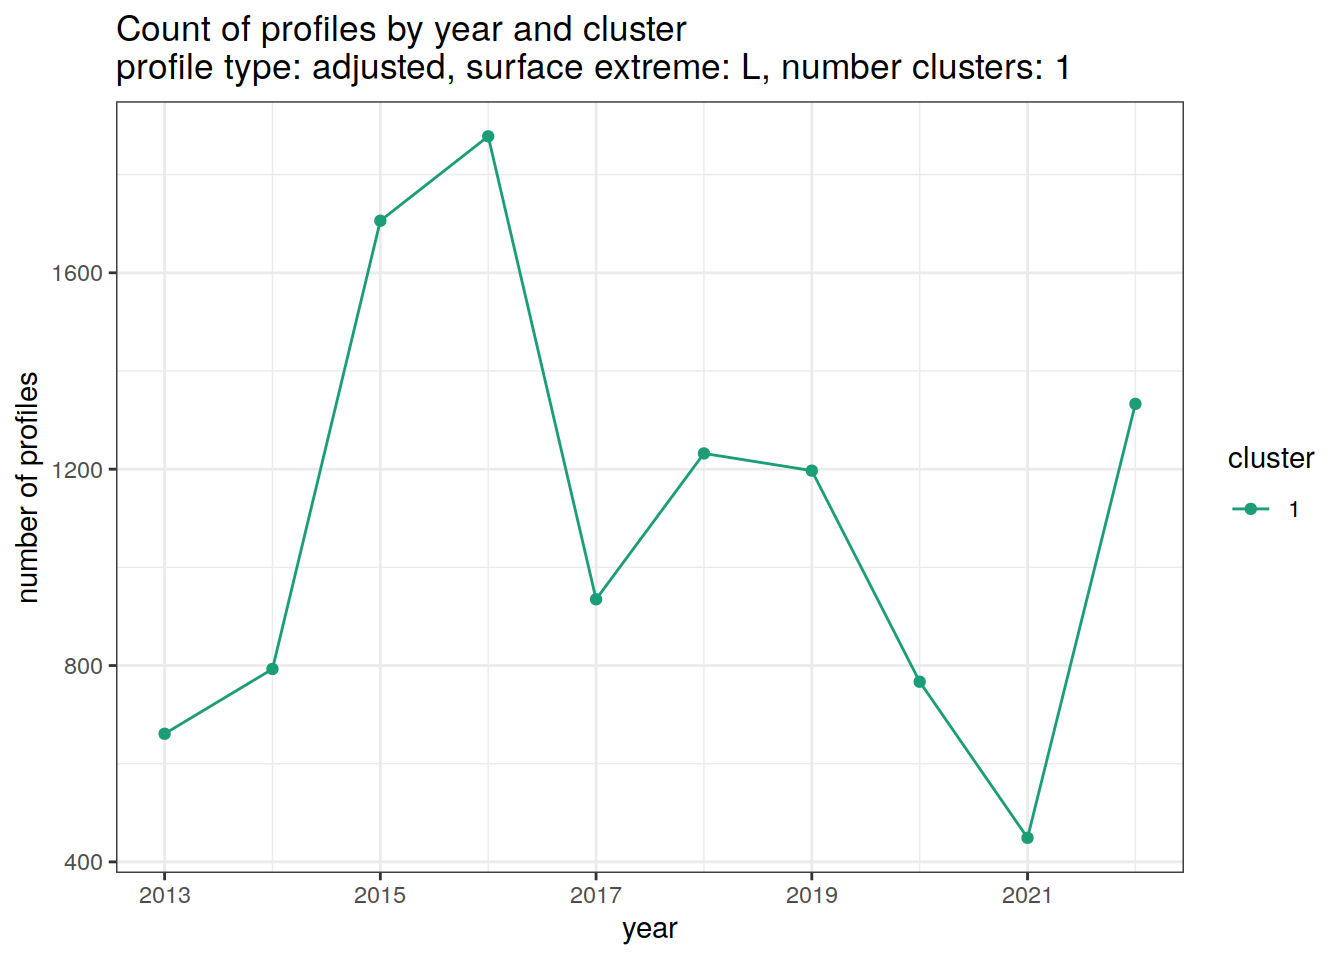 Count of profiles by year and cluster
profile type: adjusted, surface extreme: L, number clusters: 1
number of profiles
1600
1200
800
400
2013 2015 2017 2019 2021
year
cluster
1